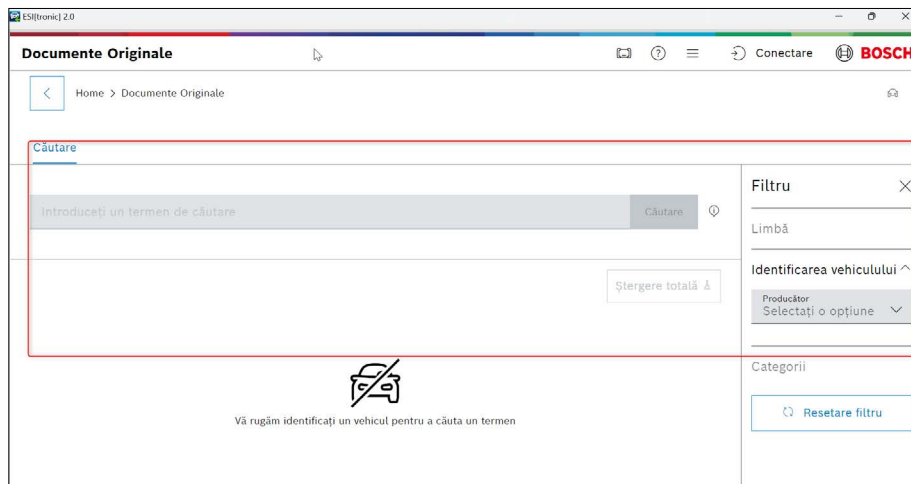 ESI[tronic] 2.0
Documente Originale
Conectare
BOSCH
Home > Documente Originale
Căutare
Introduceți un termen de căutare
Căutare
Ștergere totală
Vă rugăm identificați un vehicul pentru a căuta un termen
Filtru
Limbă
Identificarea vehiculului
Producător
Selectați o opțiune
Categorii
Resetare filtru